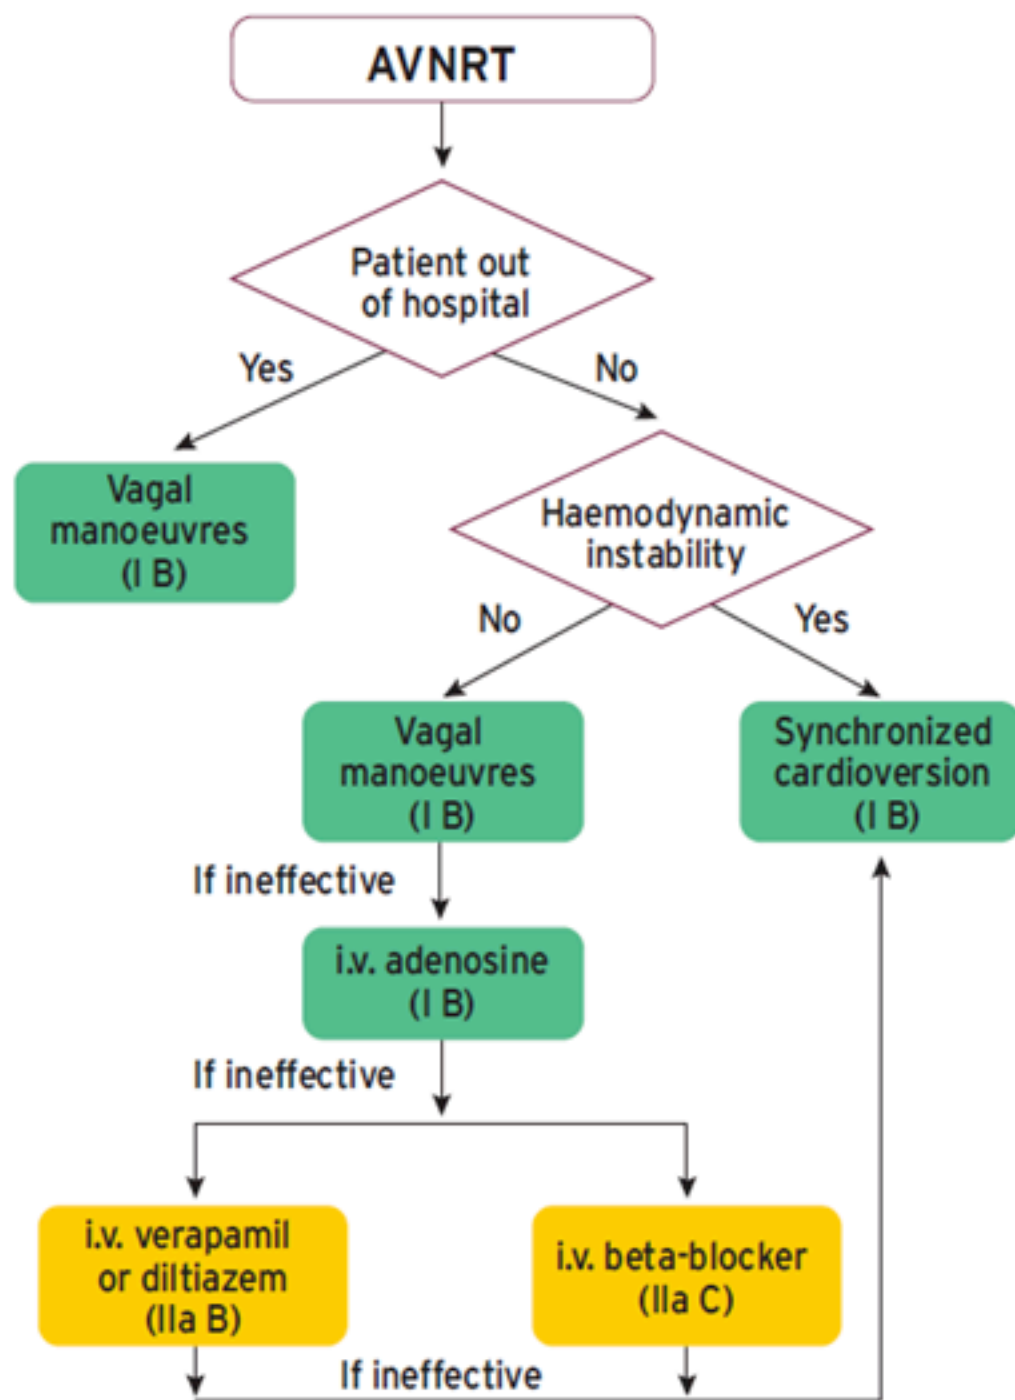 AVNRT
Patient out
of hospital
Yes
No
Vagal
manoeuvres
(I B)
Haemodynamic
instability
No
Yes
Vagal
manoeuvres
(I B)
Synchronized
cardioversion
(I B)
If ineffective
i.v. adenosine
(I B)
If ineffective
i.v. verapamil
or diltiazem
(IIa B)
i.v. beta-blocker
(IIa C)
If ineffective